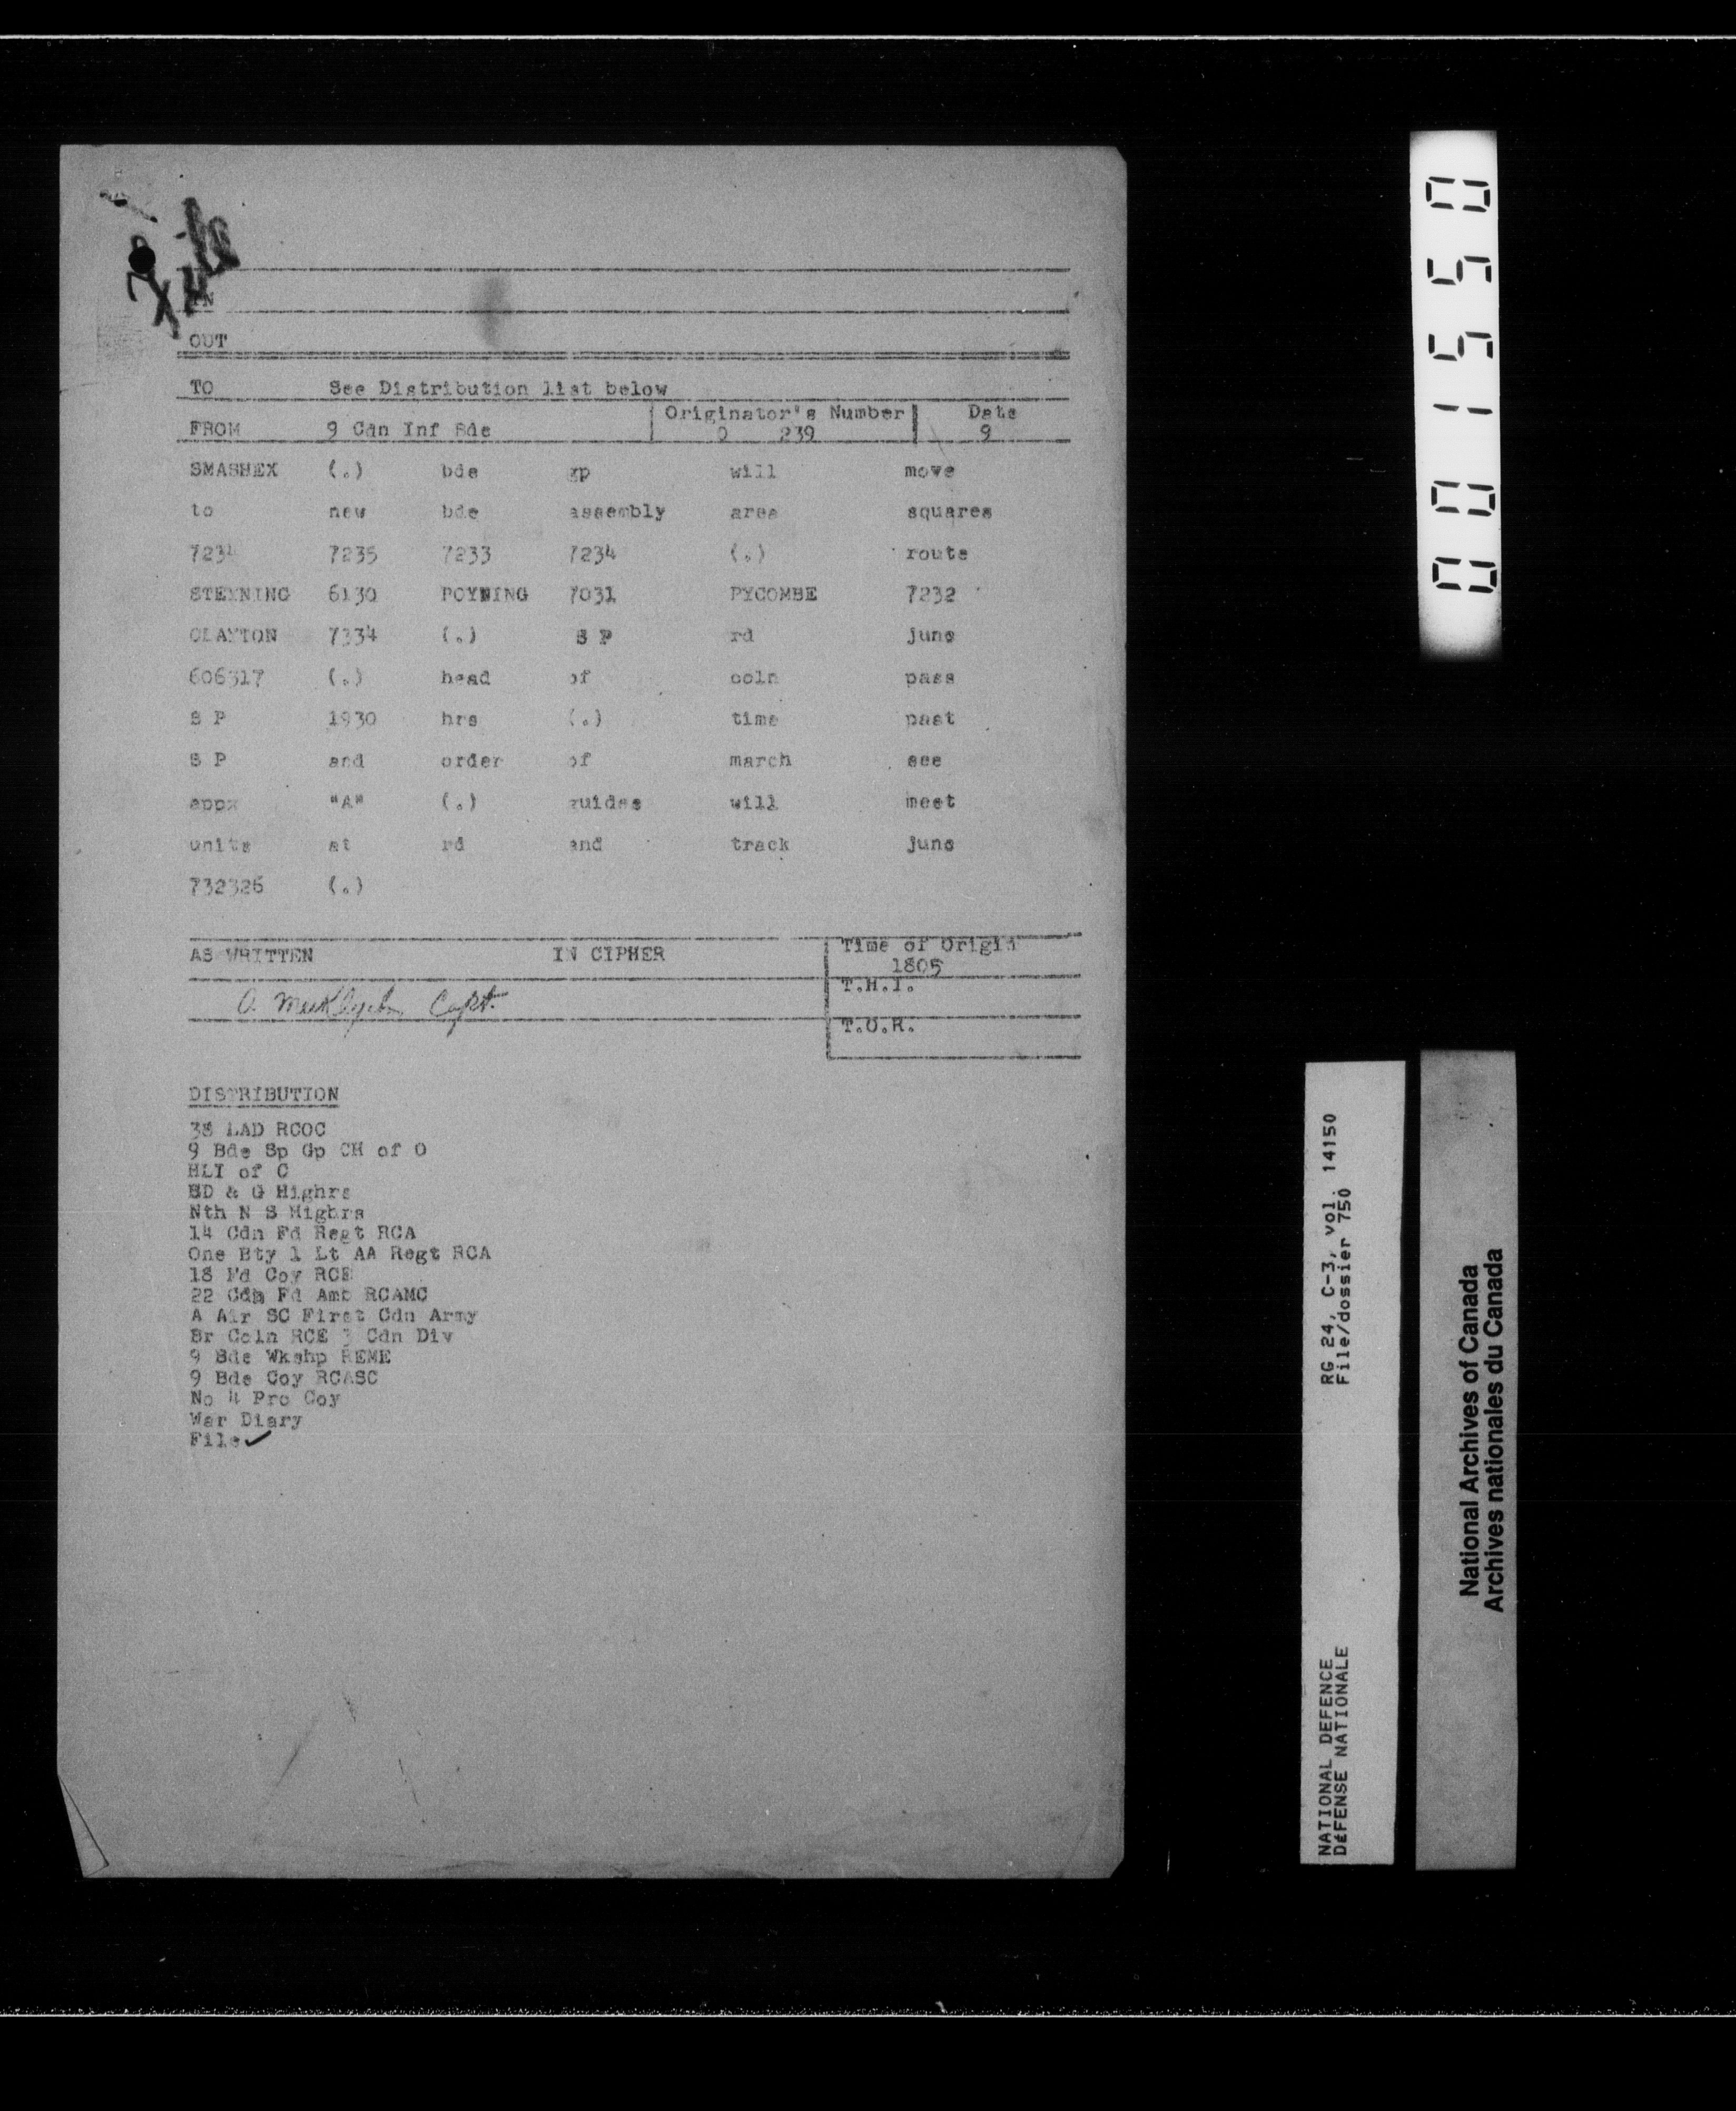 File
IN
OUT
TO See Distribution list below
Originator's Number Date
FROM 9 Cdn Inf Bde O 239 9
SMASHEX (.) bde gp will move
to new bde assembly area squares
7234 7235 7233 7234 (.) route
STEYNING 6130 POYNING 7031 PYCOMBE 7232
CLAYTON 7334 (.) S P rd junc
606317 (.) head of coln pass
S P 1930 hrs (.) time past
S P and order of march see
appx "A" (.) guides will meet
units at rd and track junc
732326 (.)
AS WRITTEN IN CIPHER Time of Origin
1805
T.H.I.
Capt.
T.O.R.
DISTRIBUTION
LAD RCOC
9 Bde Sp Gp CH of O
HLI of C
SD & G Highrs
Nth N S Highrs
14 Cdn Fd Regt RCA
One Bty 1 Lt AA Regt RCA
18 Fd Coy RCE
22 Cdn Fd Amb RCAMC
A Air SC First Cdn Army
Br Coln RCE 3 Cdn Div
9 Bde Wkshp REME
9 Bde Coy RCASC
No 4 Pro Coy
War Diary
File ✓
001550
RG 24, C-3, vol. 14150
File/dossier 750
NATIONAL DEFENCE
DÉFENSE NATIONALE
National Archives of Canada
Archives nationales du Canada